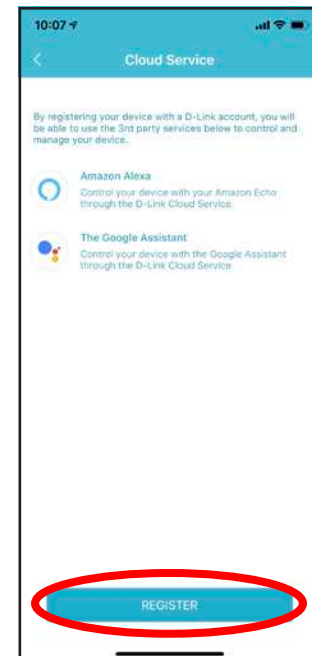 10:07
Cloud Service
By registering your device with a D-Link account, you will
be able to use the 3rd party services below to control and
manage your device.
Amazon Alexa
Control your device with your Amazon Echo
through the D-Link Cloud Service.
The Google Assistant
Control your device with the Google Assistant
through the D-Link Cloud Service.
REGISTER